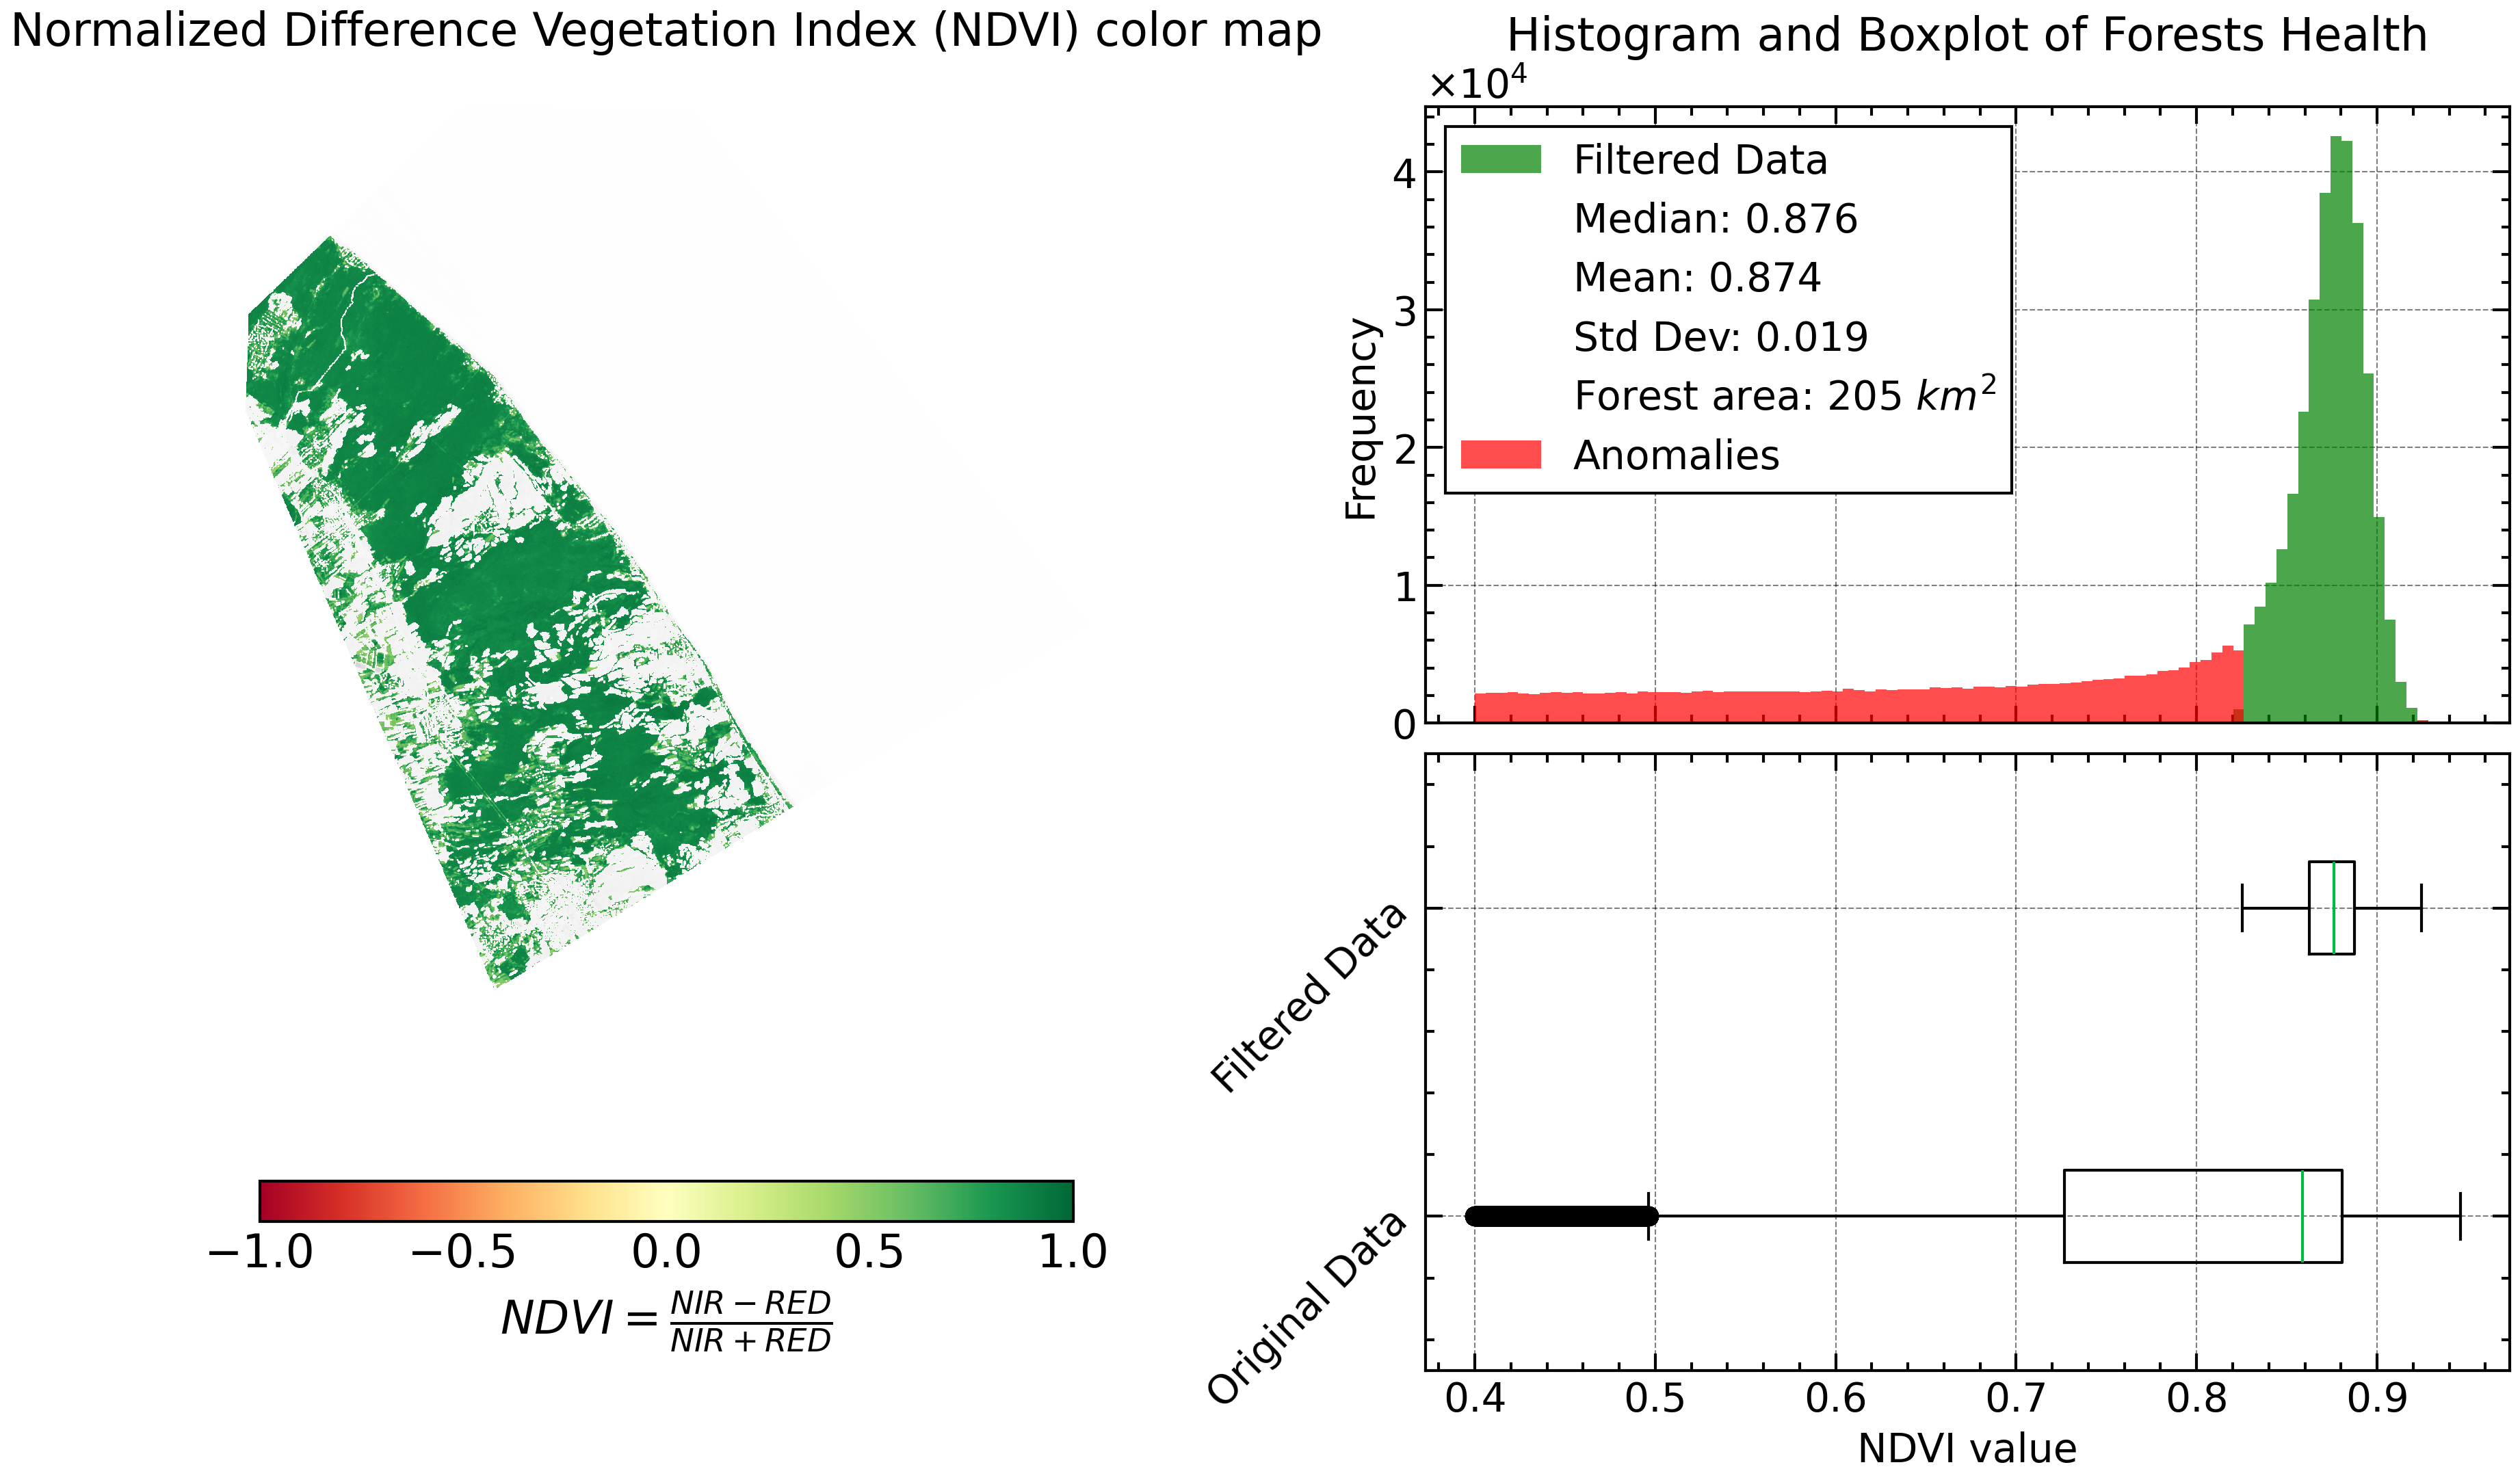 Normalized Difference Vegetation Index (NDVI) color map
−1.0 −0.5 0.0 0.5 1.0
NDVI = NIR − RED / NIR + RED
Histogram and Boxplot of Forests Health
×10⁴
Filtered Data
Median: 0.876
Mean: 0.874
Std Dev: 0.019
Forest area: 205 km²
Anomalies
Frequency
4
3
2
1
0
Filtered Data
Original Data
0.4 0.5 0.6 0.7 0.8 0.9
NDVI value